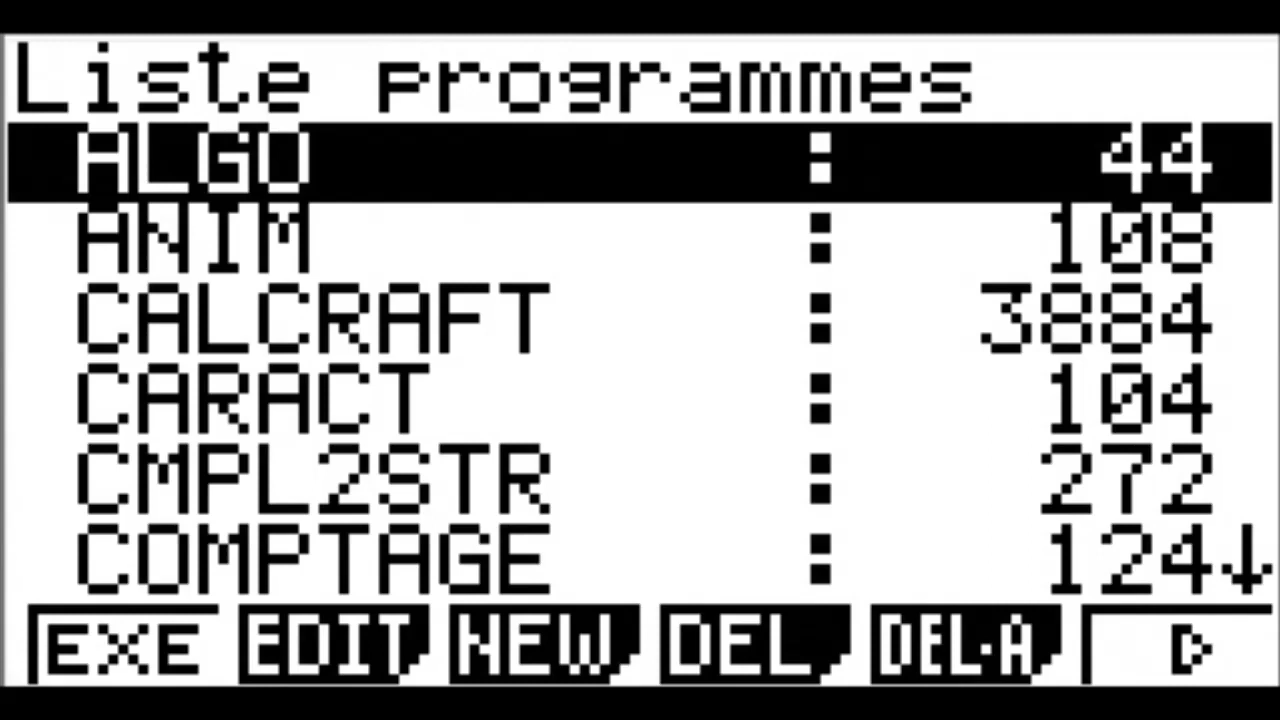 Liste programmes
ALGO : 44
ANIM : 108
CALCRAFT : 3884
CARACT : 104
CMPL2STR : 272
COMPTAGE : 124↓
EXE EDIT NEW DEL DEL·A ▷